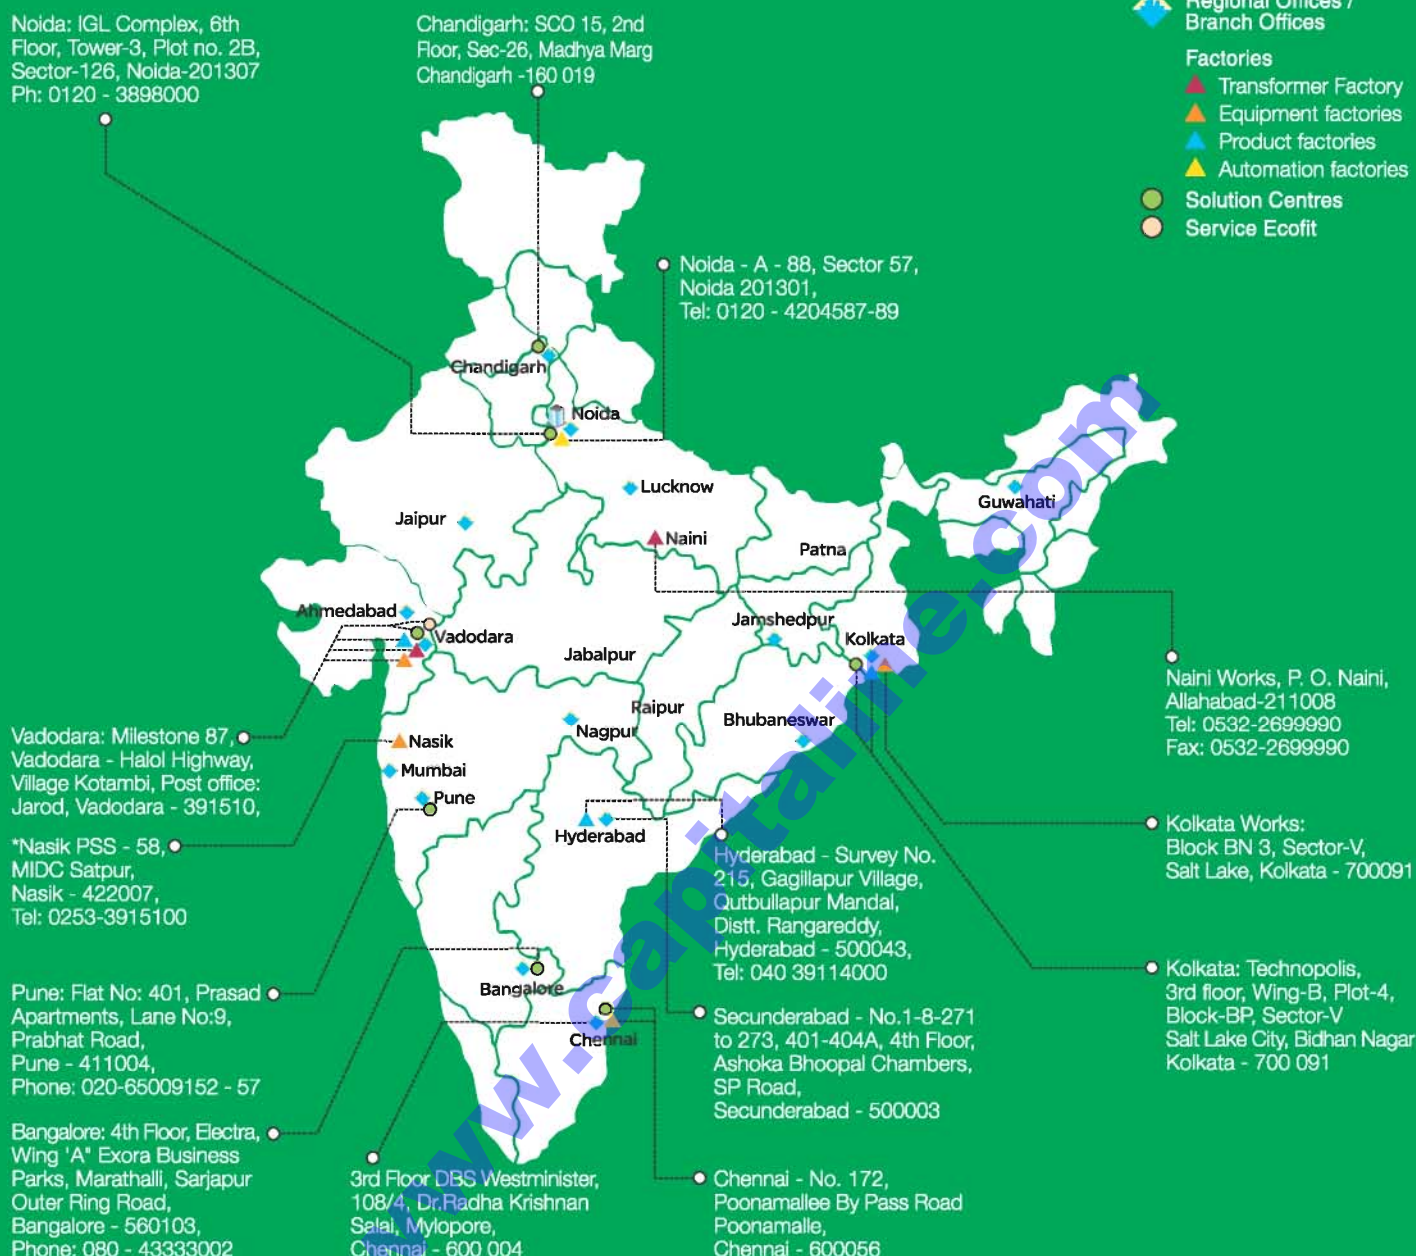 Noida: IGL Complex, 6th
Floor, Tower-3, Plot no. 2B,
Sector-126, Noida-201307
Ph: 0120 - 3898000
Chandigarh: SCO 15, 2nd
Floor, Sec-26, Madhya Marg
Chandigarh -160 019
Regional Offices /
Branch Offices
Factories
Transformer Factory
Equipment factories
Product factories
Automation factories
Solution Centres
Service Ecofit
Noida - A - 88, Sector 57,
Noida 201301,
Tel: 0120 - 4204587-89
Chandigarh
Noida
Lucknow
Jaipur
Naini
Patna
Guwahati
Ahmedabad
Vadodara
Jamshedpur
Kolkata
Jabalpur
Raipur
Nagpur
Bhubaneswar
Nasik
Mumbai
Pune
Hyderabad
Bangalore
Chennai
Vadodara: Milestone 87,
Vadodara - Halol Highway,
Village Kotambi, Post office:
Jarod, Vadodara - 391510,
*Nasik PSS - 58,
MIDC Satpur,
Nasik - 422007,
Tel: 0253-3915100
Pune: Flat No: 401, Prasad
Apartments, Lane No:9,
Prabhat Road,
Pune - 411004,
Phone: 020-65009152 - 57
Bangalore: 4th Floor, Electra,
Wing 'A" Exora Business
Parks, Marathalli, Sarjapur
Outer Ring Road,
Bangalore - 560103,
Phone: 080 - 43333002
3rd Floor DBS Westminister,
108/4, Dr.Radha Krishnan
Salai, Mylopore,
Chennai - 600 004
Hyderabad - Survey No.
215, Gagillapur Village,
Qutbullapur Mandal,
Distt. Rangareddy,
Hyderabad - 500043,
Tel: 040 39114000
Secunderabad - No.1-8-271
to 273, 401-404A, 4th Floor,
Ashoka Bhoopal Chambers,
SP Road,
Secunderabad - 500003
Chennai - No. 172,
Poonamallee By Pass Road
Poonamalle,
Chennai - 600056
Naini Works, P. O. Naini,
Allahabad-211008
Tel: 0532-2699990
Fax: 0532-2699990
Kolkata Works:
Block BN 3, Sector-V,
Salt Lake, Kolkata - 700091
Kolkata: Technopolis,
3rd floor, Wing-B, Plot-4,
Block-BP, Sector-V
Salt Lake City, Bidhan Nagar
Kolkata - 700 091
www.capitaline.com